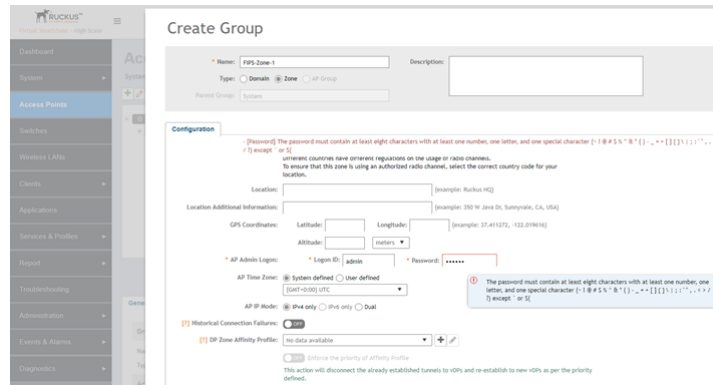 RUCKUS
Create Group
Dashboard
System
Access Points
Switches
Wireless LANs
Clients
Applications
Services & Profiles
Report
Troubleshooting
Administration
Events & Alarms
Diagnostics
* Name: FIPS-Zone-1 Description:
Type: Domain Zone AP Group
Parent Group: System
Configuration
- [Password] The password must contain at least eight characters with at least one number, one letter, and one special character
/ ?) except ` or $(
Different countries have different regulations on the usage of radio channels.
To ensure that this zone is using an authorized radio channel, select the correct country code for your
location.
Location: (example: Ruckus HQ)
Location Additional Information: (example: 350 W Java Dr, Sunnyvale, CA, USA)
GPS Coordinates: Latitude: Longitude: (example: 37.411272, -122.019616)
Altitude: meters
* AP Admin Logon: * Logon ID: admin * Password: ••••••
AP Time Zone: System defined User defined
(GMT+0:00) UTC
The password must contain at least eight characters with at least one number, one
letter, and one special character
?) except ` or $(
AP IP Mode: IPv4 only IPv6 only Dual
[?] Historical Connection Failures: OFF
[?] DP Zone Affinity Profile: No data available
OFF Enforce the priority of Affinity Profile
This action will disconnect the already established tunnels to vDPs and re-establish to new vDPs as per the priority
defined.